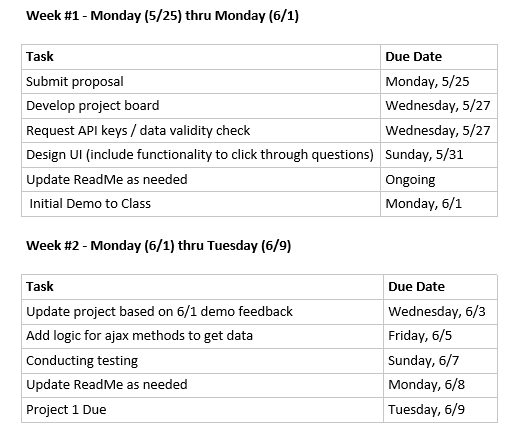 Week #1 - Monday (5/25) thru Monday (6/1)
Task Due Date
Submit proposal Monday, 5/25
Develop project board Wednesday, 5/27
Request API keys / data validity check Wednesday, 5/27
Design UI (include functionality to click through questions) Sunday, 5/31
Update ReadMe as needed Ongoing
Initial Demo to Class Monday, 6/1
Week #2 - Monday (6/1) thru Tuesday (6/9)
Task Due Date
Update project based on 6/1 demo feedback Wednesday, 6/3
Add logic for ajax methods to get data Friday, 6/5
Conducting testing Sunday, 6/7
Update ReadMe as needed Monday, 6/8
Project 1 Due Tuesday, 6/9